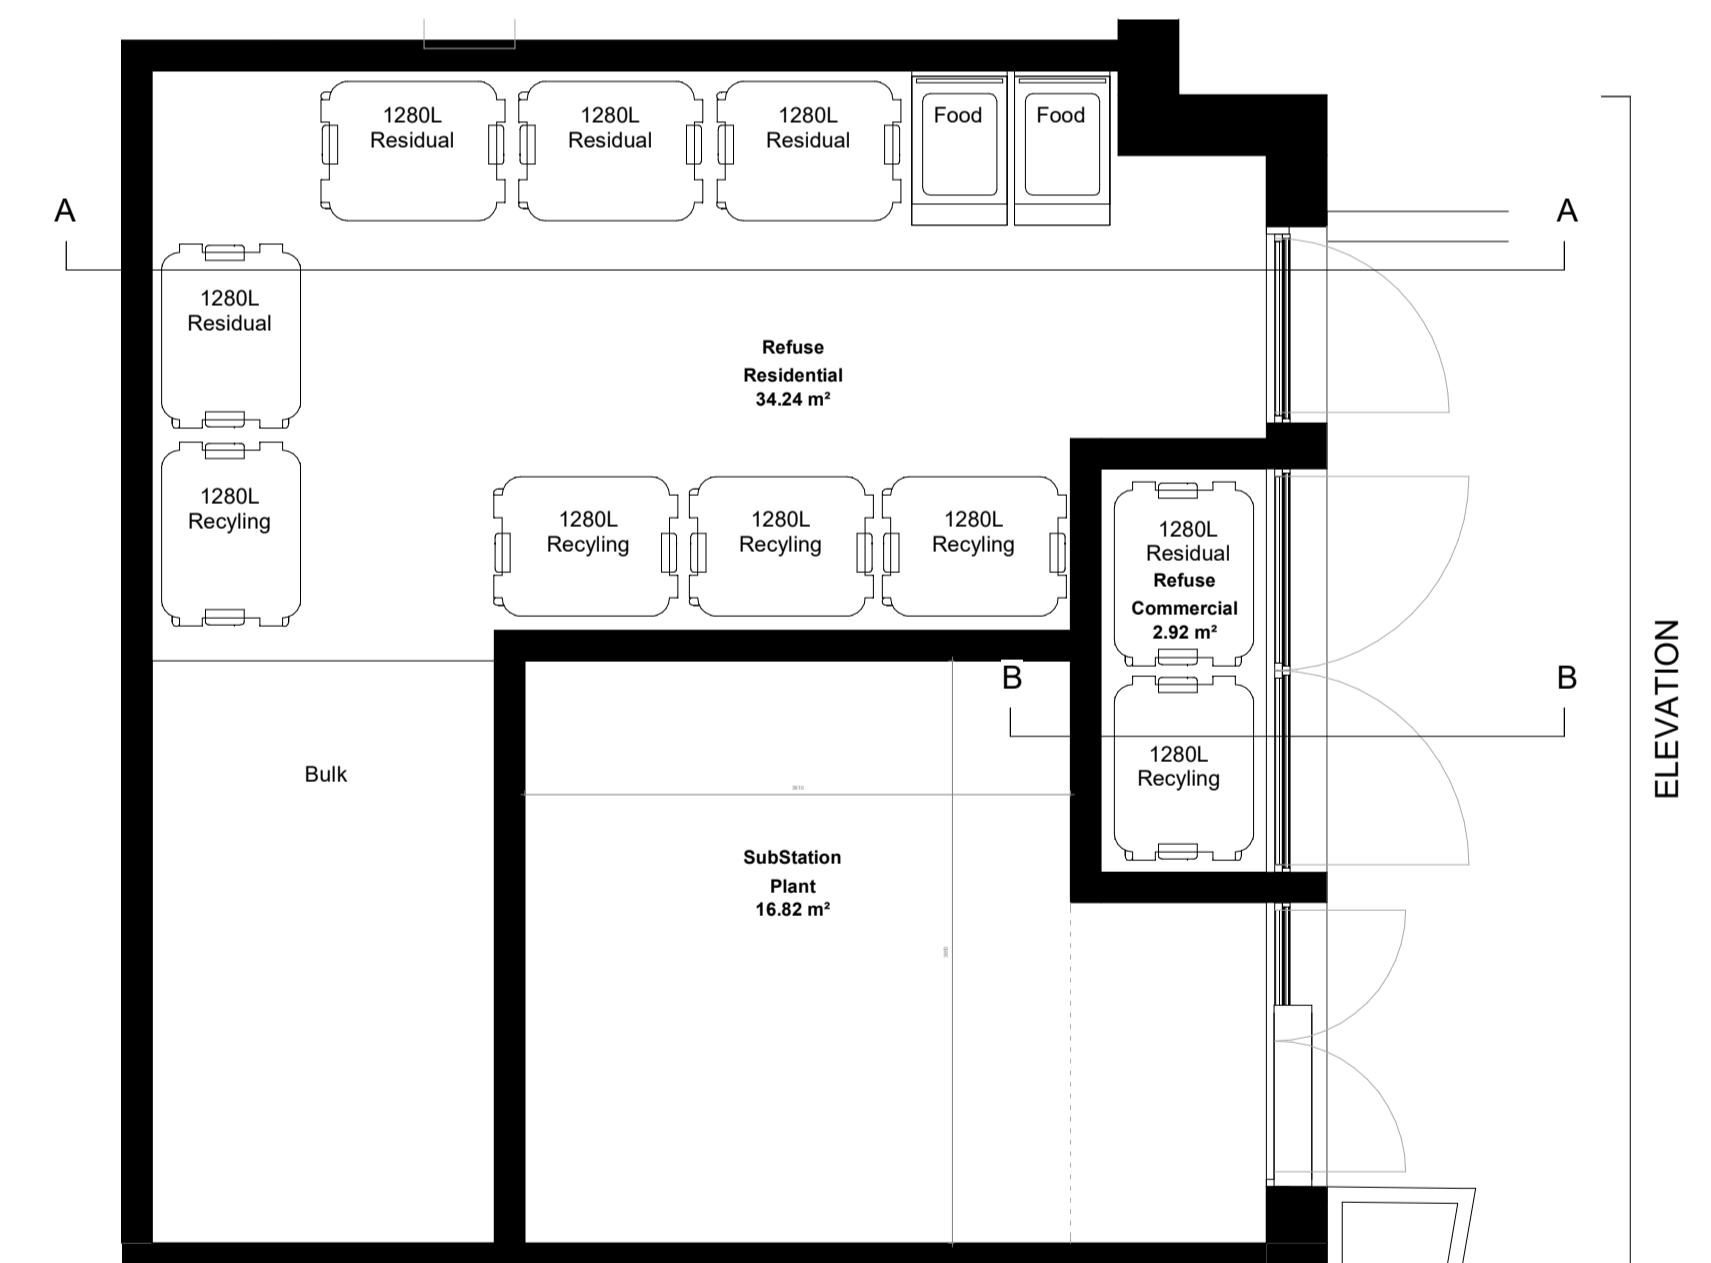 1280L
Residual
1280L
Residual
1280L
Residual
Food
Food
A
A
1280L
Residual
Refuse
Residential
34.24 m²
1280L
Recyling
1280L
Recyling
1280L
Recyling
1280L
Recyling
1280L
Residual
Refuse
Commercial
2.92 m²
B
B
ELEVATION
1280L
Recyling
Bulk
SubStation
Plant
16.82 m²